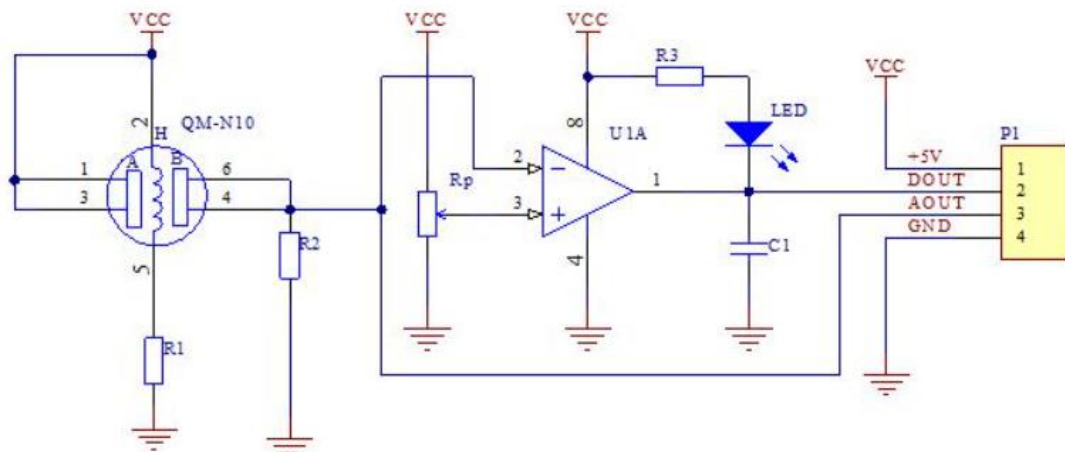 VCC
VCC
VCC
R3
VCC
LED
P1
2
H
QM-N10
8
U1A
1
A
B
6
2
+5V
1
3
4
Rp
1
DOUT
2
3
AOUT
3
GND
4
5
R2
4
C1
R1